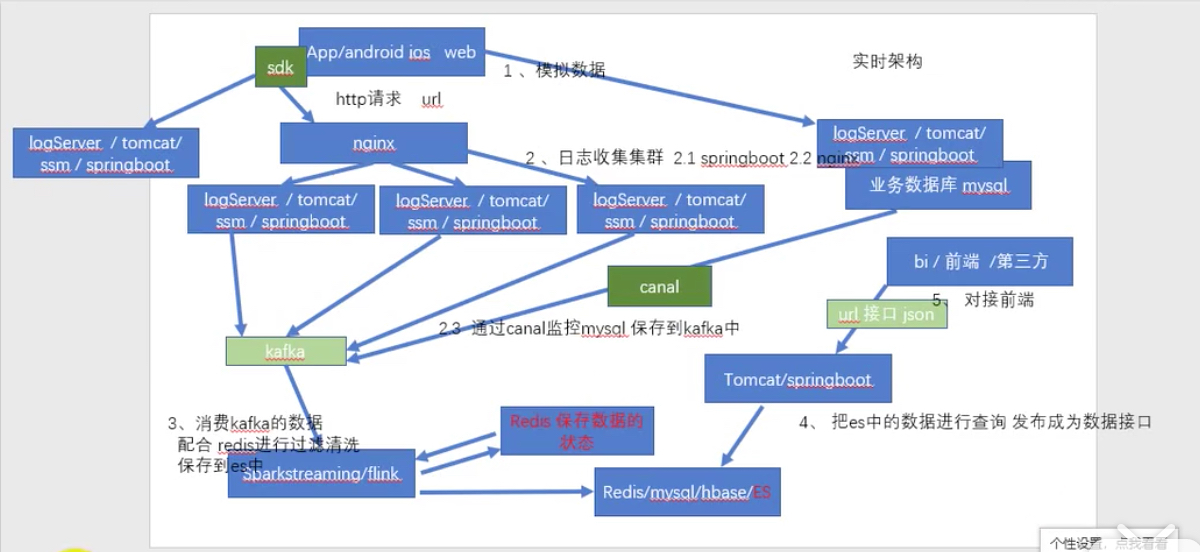 App/android ios web
sdk
1 、模拟数据
实时架构
http请求 url
logServer / tomcat/
ssm / springboot
nginx
logServer / tomcat/
ssm / springboot
2 、日志收集集群 2.1 springboot 2.2 nginx
业务数据库 mysql
logServer / tomcat/
ssm / springboot
logServer / tomcat/
ssm / springboot
logServer / tomcat/
ssm / springboot
bi / 前端 /第三方
canal
5、 对接前端
url 接口 json
2.3 通过canal监控mysql 保存到kafka中
kafka
Tomcat/springboot
3、消费kafka的数据
配合 redis进行过滤清洗
保存到es中
Redis 保存数据的
状态
4、 把es中的数据进行查询 发布成为数据接口
Sparkstreaming/flink
Redis/mysql/hbase/ES
个性设置，点我看看